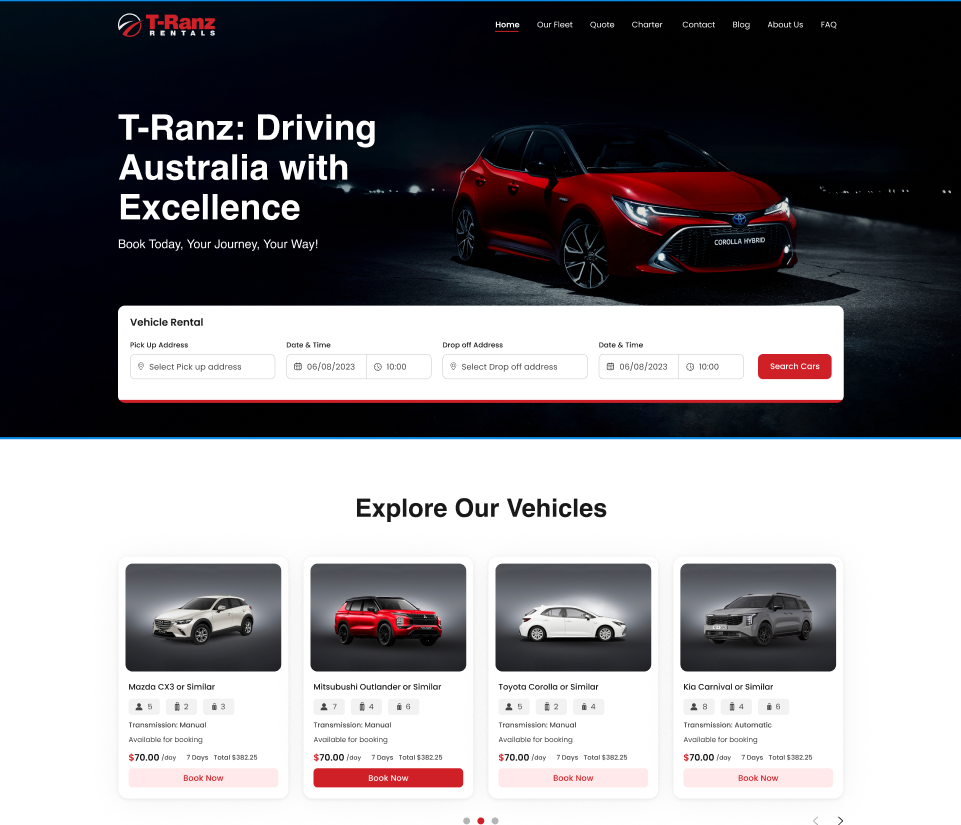 T-Ranz
RENTALS
Home Our Fleet Quote Charter Contact Blog About Us FAQ
T-Ranz: Driving
Australia with
Excellence
Book Today, Your Journey, Your Way!
COROLLA HYBRID
Vehicle Rental
Pick Up Address Date & Time Drop off Address Date & Time
Select Pick up address 06/08/2023 10:00 Select Drop off address 06/08/2023 10:00 Search Cars
Explore Our Vehicles
Mazda CX3 or Similar
5 2 3
Transmission: Manual
Available for booking
$70.00 /day 7 Days Total $382.25
Book Now
Mitsubushi Outlander or Similar
7 4 6
Transmission: Manual
Available for booking
$70.00 /day 7 Days Total $382.25
Book Now
Toyota Corolla or Similar
5 2 4
Transmission: Manual
Available for booking
$70.00 /day 7 Days Total $382.25
Book Now
Kia Carnival or Similar
8 4 6
Transmission: Automatic
Available for booking
$70.00 /day 7 Days Total $382.25
Book Now